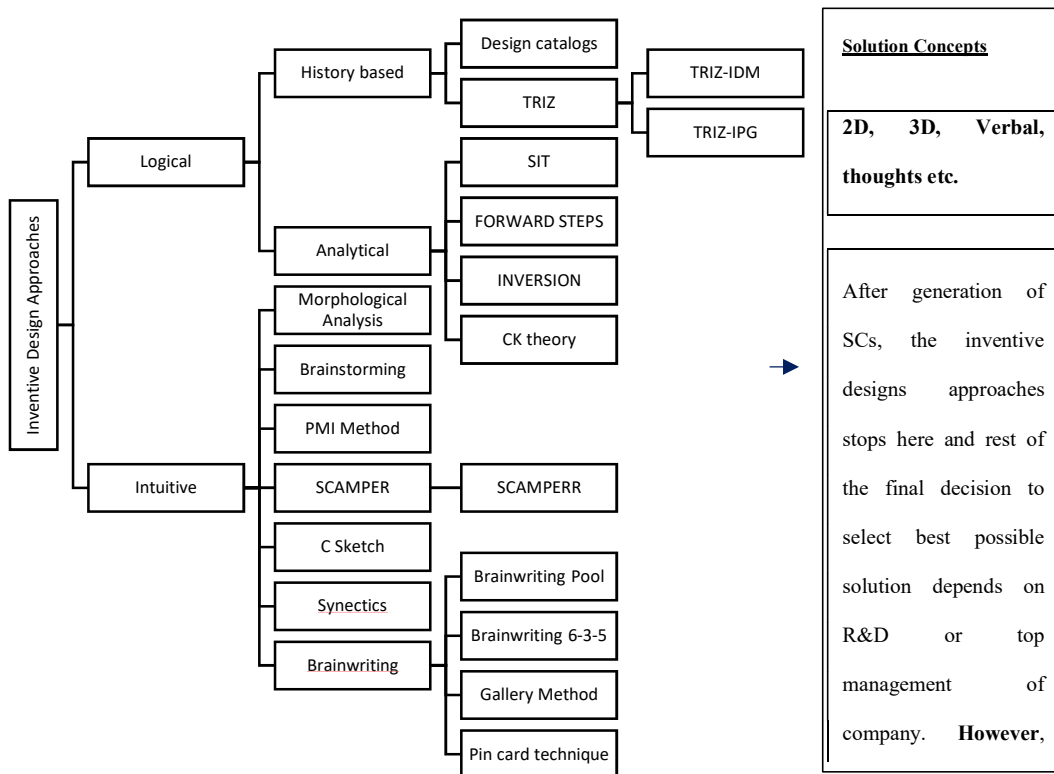 Inventive Design Approaches
Logical
History based
Design catalogs
TRIZ
TRIZ-IDM
TRIZ-IPG
Analytical
SIT
FORWARD STEPS
INVERSION
CK theory
Intuitive
Morphological
Analysis
Brainstorming
PMI Method
SCAMPER
SCAMPERR
C Sketch
Synectics
Brainwriting
Brainwriting Pool
Brainwriting 6-3-5
Gallery Method
Pin card technique
Solution Concepts
2D, 3D, Verbal,
thoughts etc.
After generation of
SCs, the inventive
designs approaches
stops here and rest of
the final decision to
select best possible
solution depends on
R&D or top
management of
company. However,